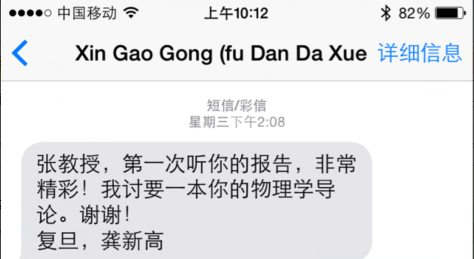 中国移动 上午10:12 82%
Xin Gao Gong (fu Dan Da Xue 详细信息
短信/彩信
星期三下午2:08
张教授，第一次听你的报告，非常
精彩！我讨要一本你的物理学导
论。谢谢！
复旦，龚新高